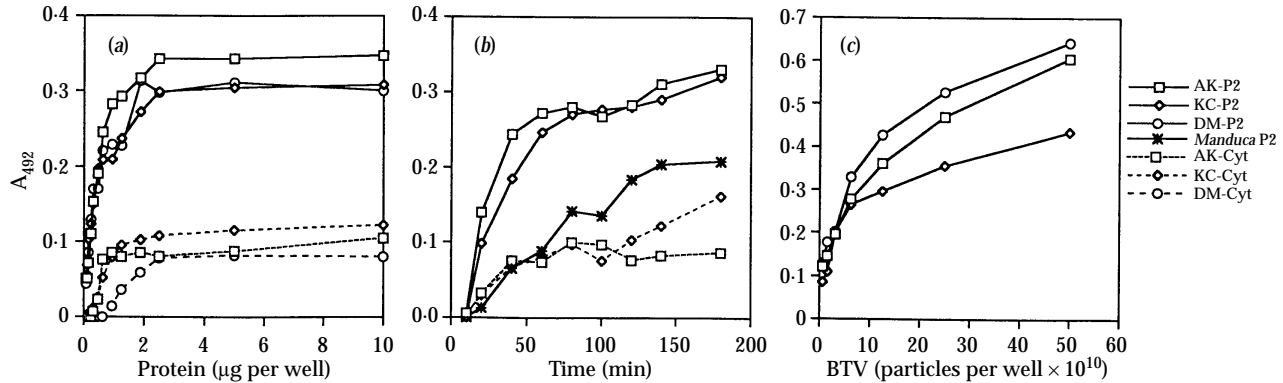 0·4
0·3
0·2
0·1
0
A492
(a)
0 2 4 6 8 10
Protein (μg per well)
0·4
0·3
0·2
0·1
0·0
(b)
0 50 100 150 200
Time (min)
0·7
0·6
0·5
0·4
0·3
0·2
0·1
0
(c)
0 10 20 30 40 50 60
BTV (particles per well × 10¹⁰)
AK-P2
KC-P2
DM-P2
Manduca P2
AK-Cyt
KC-Cyt
DM-Cyt